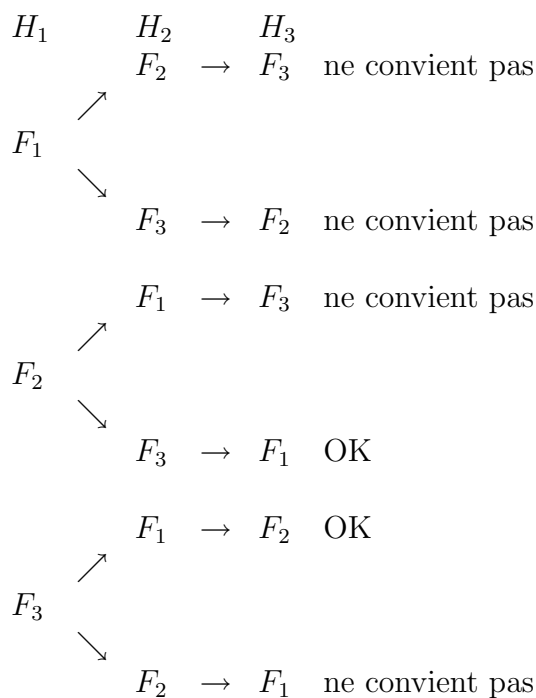 H₁ H₂ H₃
F₂ → F₃ ne convient pas
↗
F₁
↘
F₃ → F₂ ne convient pas
F₁ → F₃ ne convient pas
↗
F₂
↘
F₃ → F₁ OK
F₁ → F₂ OK
↗
F₃
↘
F₂ → F₁ ne convient pas